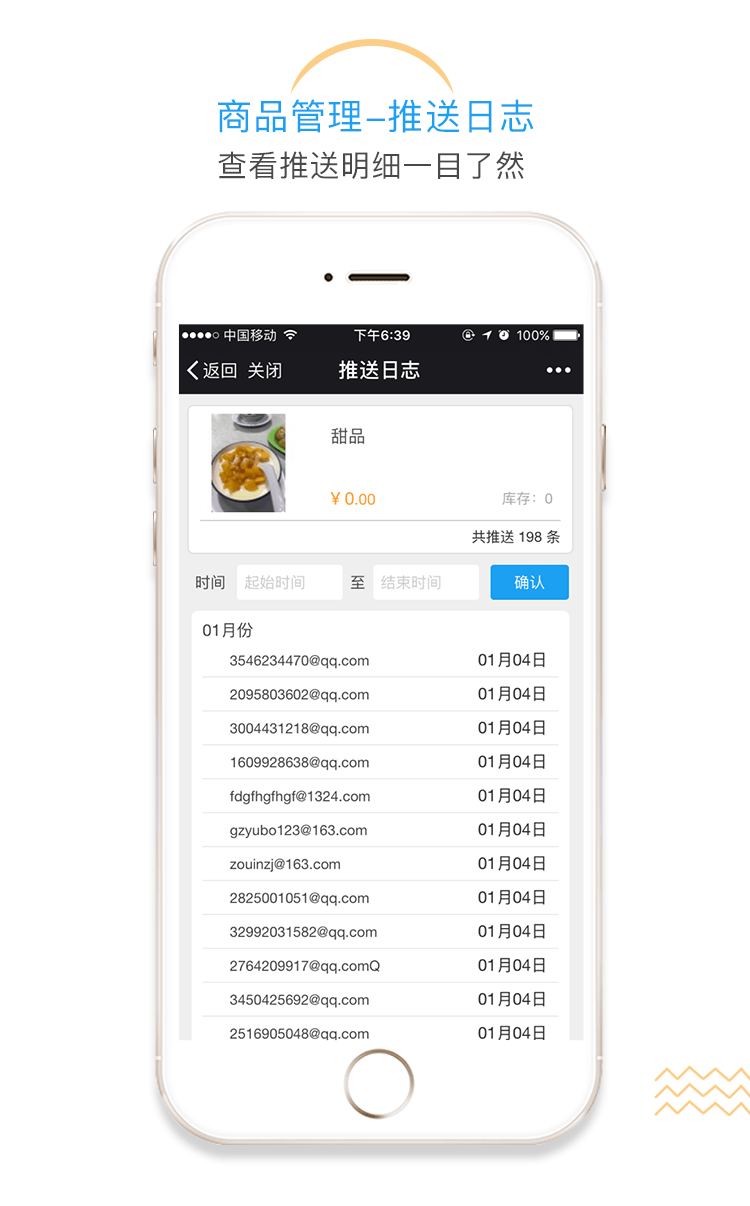 商品管理-推送日志
查看推送明细一目了然
中国移动 下午6:39 100%
返回 关闭 推送日志
甜品
¥ 0.00 库存：0
共推送 198 条
时间 起始时间 至 结束时间 确认
01月份
3546234470@qq.com 01月04日
2095803602@qq.com 01月04日
3004431218@qq.com 01月04日
1609928638@qq.com 01月04日
fdgfhgfhgf@1324.com 01月04日
gzyubo123@163.com 01月04日
zouinzj@163.com 01月04日
2825001051@qq.com 01月04日
32992031582@qq.com 01月04日
2764209917@qq.comQ 01月04日
3450425692@qq.com 01月04日
2516905048@qq.com 01月04日